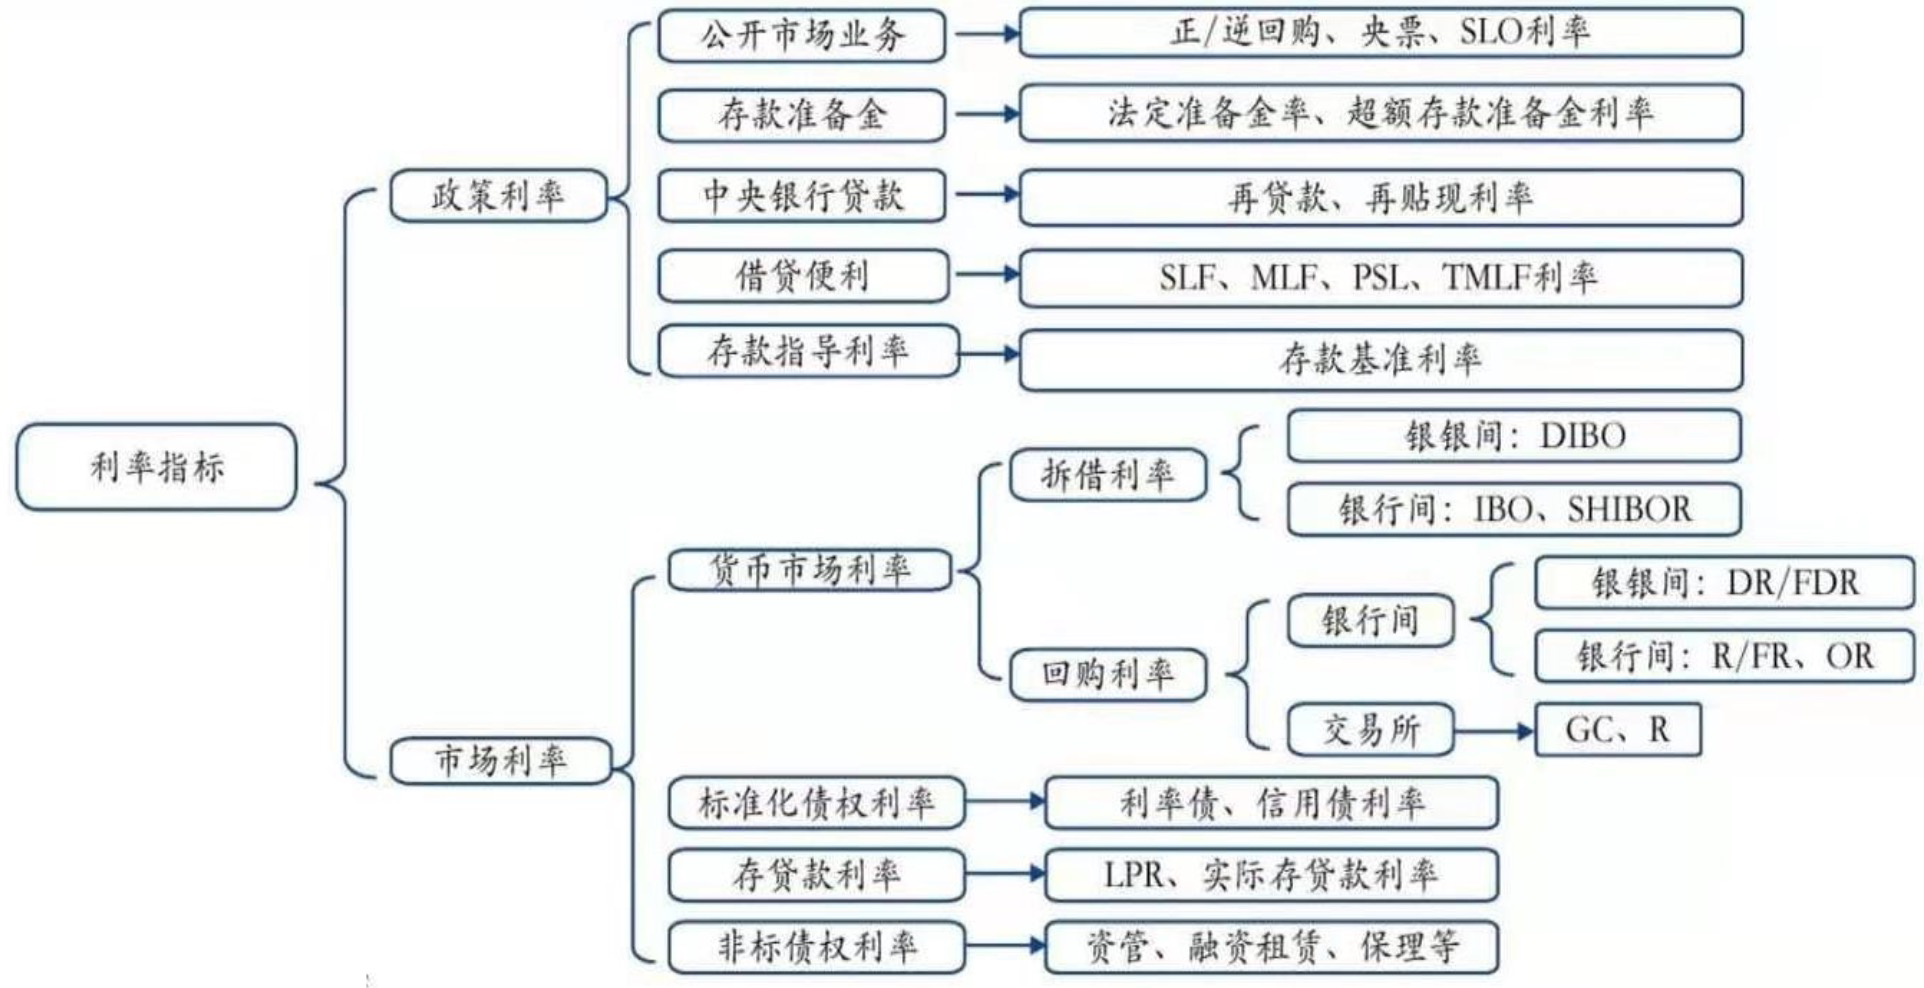 利率指标
政策利率
公开市场业务
正/逆回购、央票、SLO利率
存款准备金
法定准备金率、超额存款准备金利率
中央银行贷款
再贷款、再贴现利率
借贷便利
SLF、MLF、PSL、TMLF利率
存款指导利率
存款基准利率
市场利率
货币市场利率
拆借利率
银银间：DIBO
银行间：IBO、SHIBOR
回购利率
银行间
银银间：DR/FDR
银行间：R/FR、OR
交易所
GC、R
标准化债权利率
利率债、信用债利率
存贷款利率
LPR、实际存贷款利率
非标债权利率
资管、融资租赁、保理等